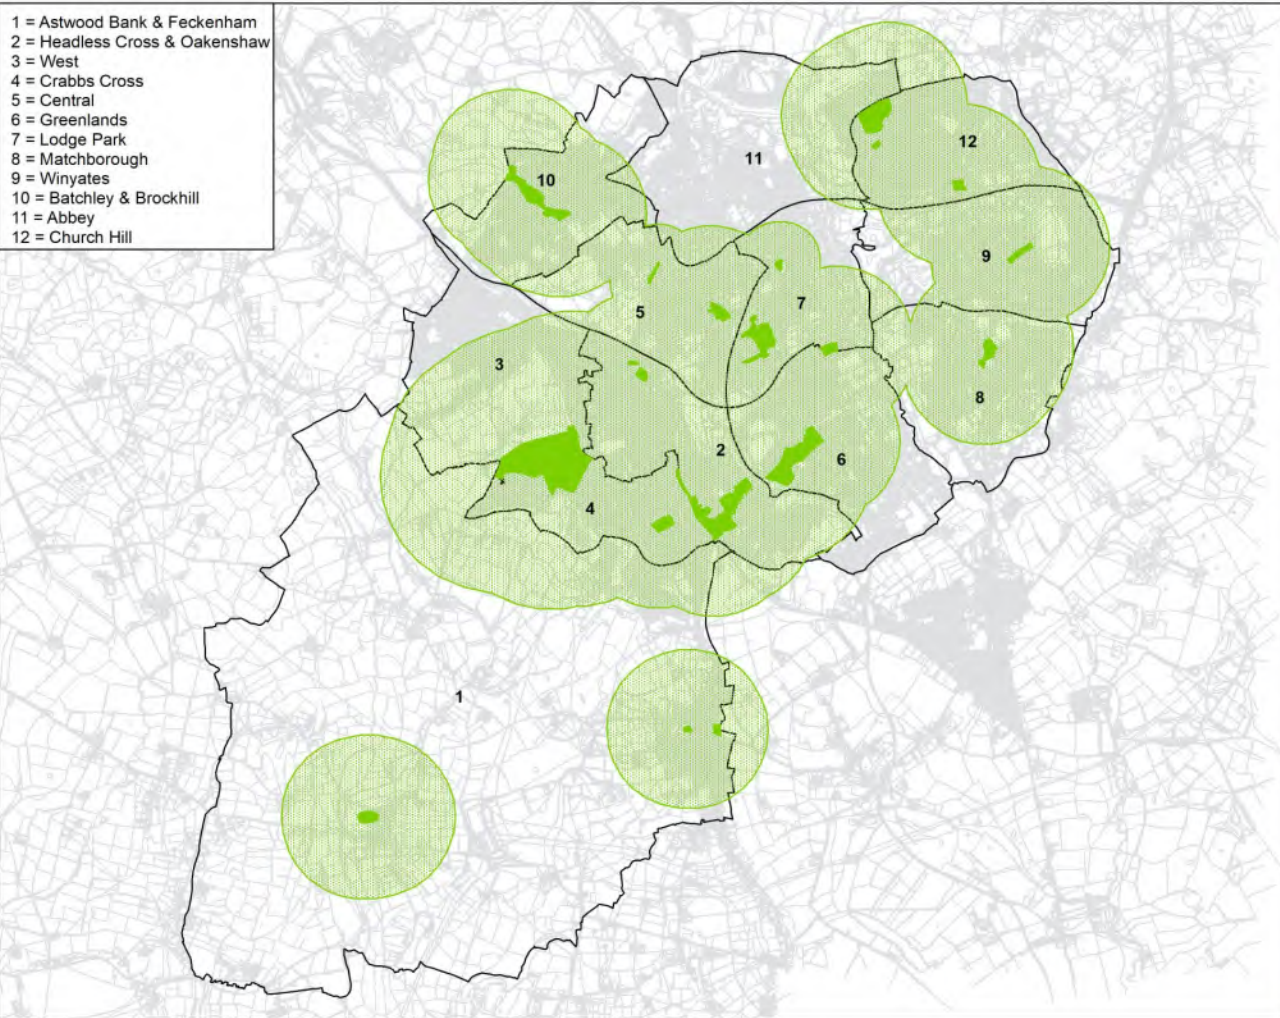 1 = Astwood Bank & Feckenham
2 = Headless Cross & Oakenshaw
3 = West
4 = Crabbs Cross
5 = Central
6 = Greenlands
7 = Lodge Park
8 = Matchborough
9 = Winyates
10 = Batchley & Brockhill
11 = Abbey
12 = Church Hill
12
11
10
9
7
5
3
8
2
6
4
1